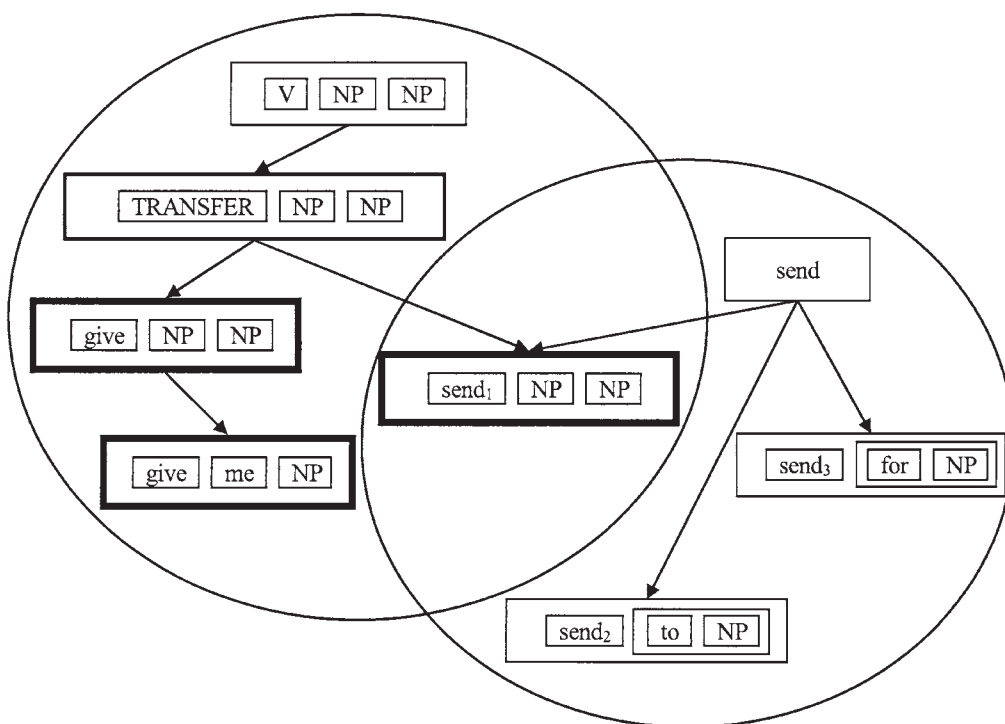 V NP NP
TRANSFER NP NP
send
give NP NP
send₁ NP NP
give me NP
send₃ for NP
send₂ to NP